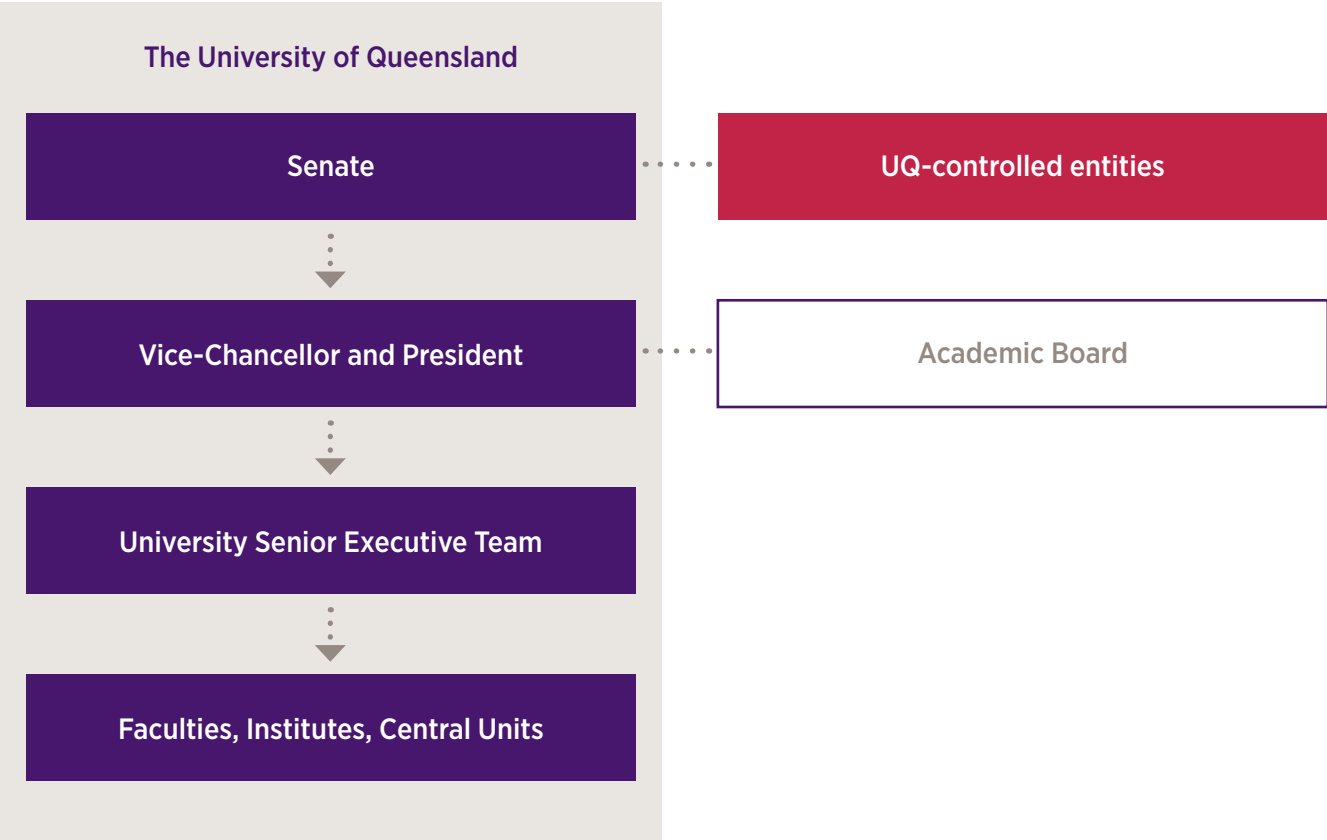 The University of Queensland
Senate
UQ-controlled entities
Vice-Chancellor and President
Academic Board
University Senior Executive Team
Faculties, Institutes, Central Units